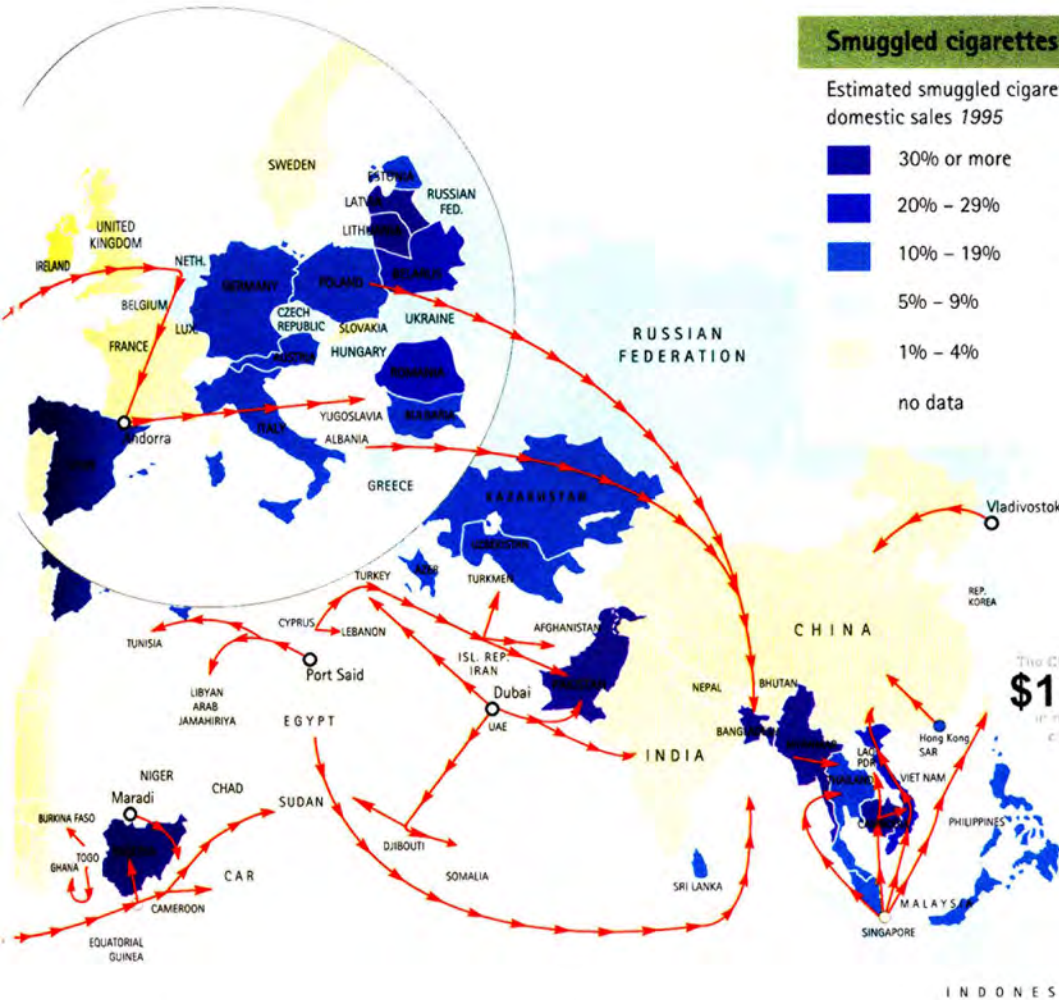 Smuggled cigarettes
Estimated smuggled cigare
domestic sales 1995
30% or more
20% – 29%
10% – 19%
5% – 9%
1% – 4%
no data
SWEDEN
ESTONIA
LATVIA
RUSSIAN
FED.
LITHUANIA
UNITED
KINGDOM
IRELAND
NETH.
GERMANY
POLAND
BELARUS
BELGIUM
CZECH
REPUBLIC
LUX.
SLOVAKIA
UKRAINE
FRANCE
AUSTRIA
HUNGARY
ROMANIA
YUGOSLAVIA
BULGARIA
Andorra
ITALY
ALBANIA
SPAIN
GREECE
RUSSIAN
FEDERATION
KAZAKHSTAN
Vladivostok
UZBEKISTAN
AZER
TURKEY
TURKMEN
REP.
KOREA
CYPRUS
LEBANON
AFGHANISTAN
CHINA
TUNISIA
ISL. REP.
IRAN
Port Said
PAKISTAN
NEPAL
BHUTAN
$1
LIBYAN
ARAB
JAMAHIRIYA
Dubai
UAE
EGYPT
BANGLADESH
MYANMAR
Hong Kong
SAR
INDIA
LAO
PDR
VIET NAM
THAILAND
NIGER
CHAD
Maradi
SUDAN
CAMBODIA
PHILIPPINES
BURKINA FASO
NIGERIA
DJIBOUTI
TOGO
GHANA
CAR
SOMALIA
SRI LANKA
MALAYSIA
CAMEROON
SINGAPORE
EQUATORIAL
GUINEA
INDONES